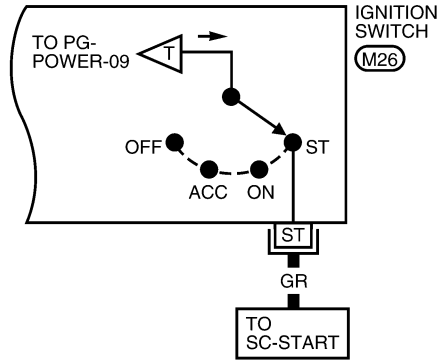 IGNITION
SWITCH
M26
TO PG-
POWER-09
T
OFF
ACC
ON
ST
ST
GR
TO
SC-START